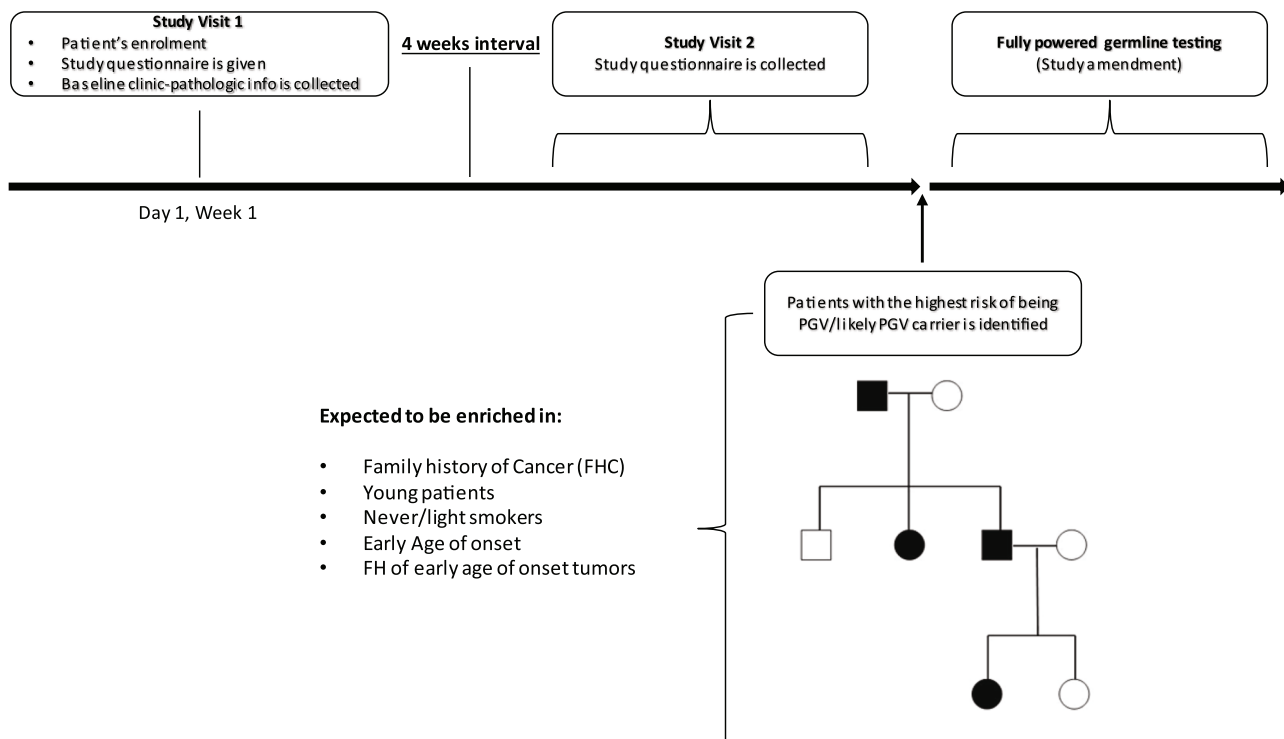 Study Visit 1
• Patient's enrolment
• Study questionnaire is given
• Baseline clinic-pathologic info is collected
4 weeks interval
Study Visit 2
Study questionnaire is collected
Fully powered germline testing
(Study amendment)
Day 1, Week 1
Patients with the highest risk of being
PGV/likely PGV carrier is identified
Expected to be enriched in:
• Family history of Cancer (FHC)
• Young patients
• Never/light smokers
• Early Age of onset
• FH of early age of onset tumors